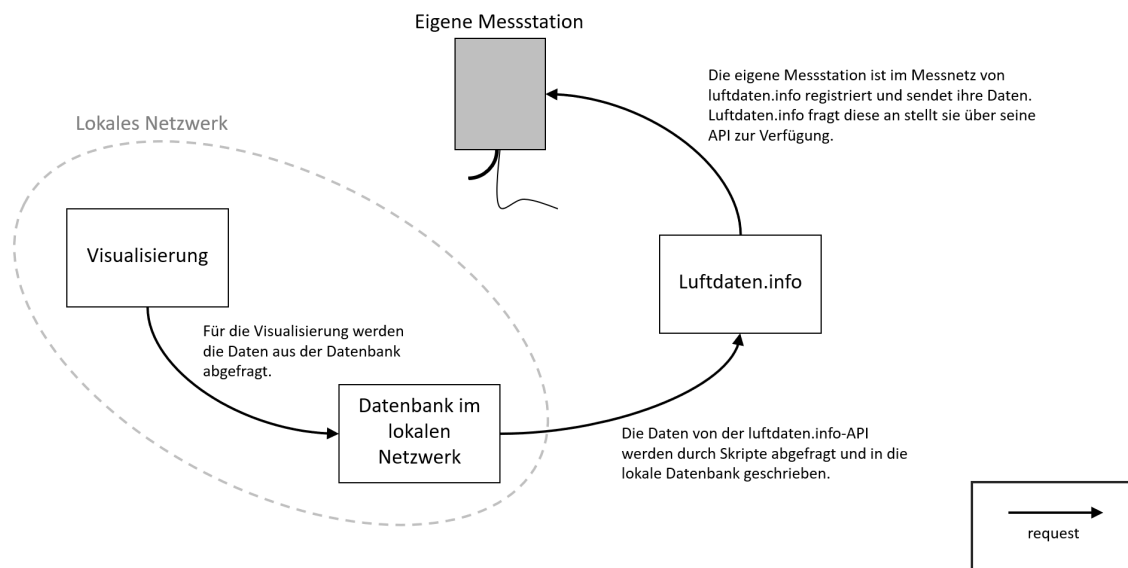 Eigene Messstation
Die eigene Messstation ist im Messnetz von
luftdaten.info registriert und sendet ihre Daten.
Luftdaten.info fragt diese an stellt sie über seine
API zur Verfügung.
Lokales Netzwerk
Visualisierung
Luftdaten.info
Für die Visualisierung werden
die Daten aus der Datenbank
abgefragt.
Datenbank im
lokalen
Netzwerk
Die Daten von der luftdaten.info-API
werden durch Skripte abgefragt und in die
lokale Datenbank geschrieben.
request